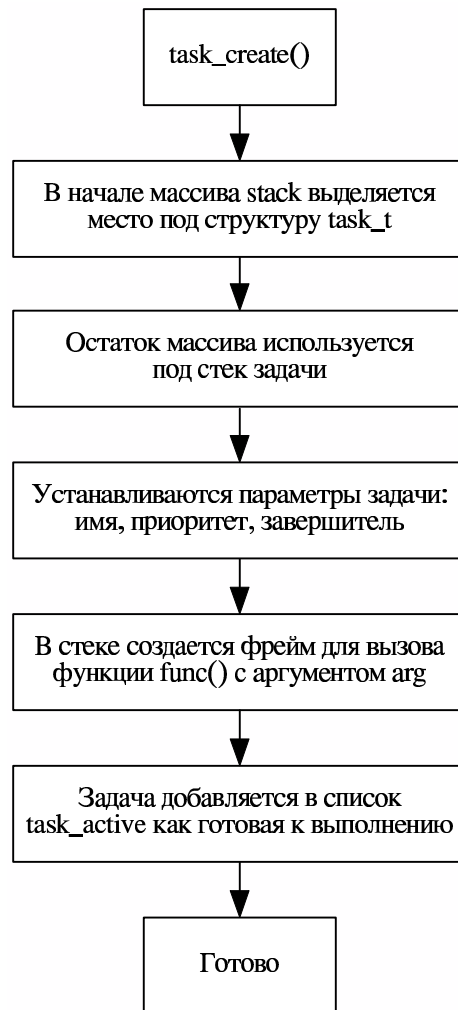 task_create()
В начале массива stack выделяется
место под структуру task_t
Остаток массива используется
под стек задачи
Устанавливаются параметры задачи:
имя, приоритет, завершитель
В стеке создается фрейм для вызова
функции func() с аргументом arg
Задача добавляется в список
task_active как готовая к выполнению
Готово